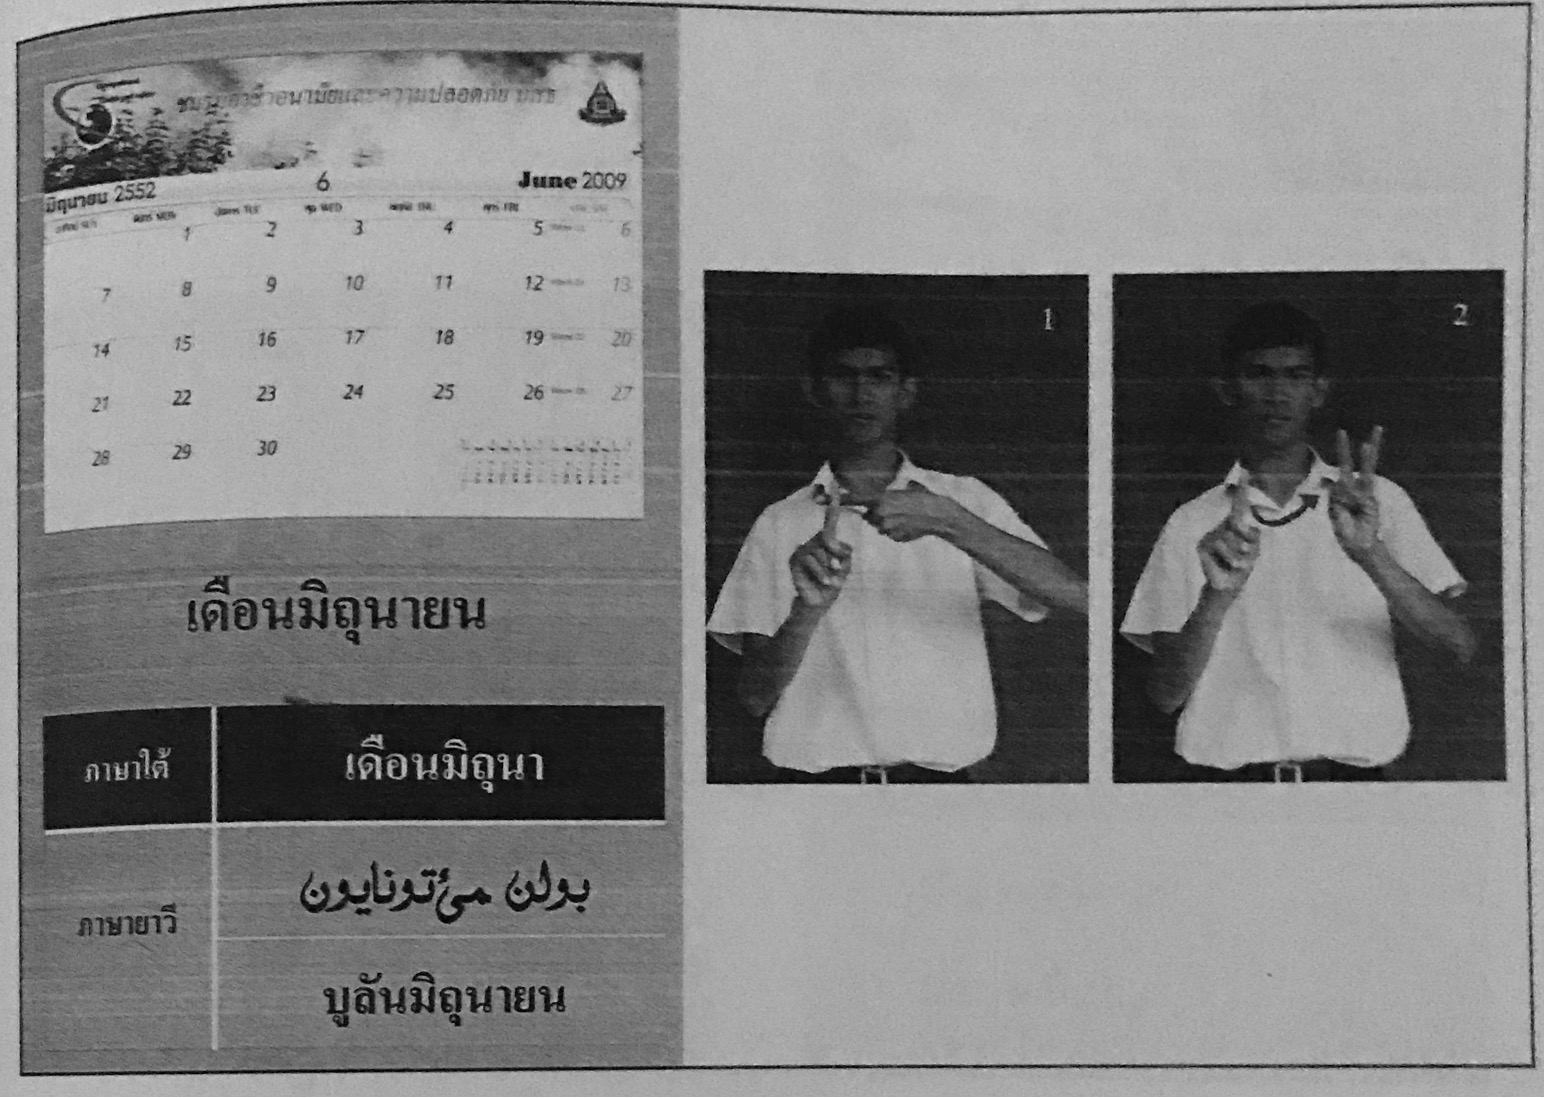 ชมรมอาชีวอนามัยและความปลอดภัย มสธ
มิถุนายน 2552 6 June 2009
อาทิตย์ SUN จันทร์ MON อังคาร TUE พุธ WED พฤหัส THU ศุกร์ FRI
1 2 3 4 5 6
7 8 9 10 11 12 13
14 15 16 17 18 19 20
21 22 23 24 25 26 27
28 29 30
เดือนมิถุนายน
ภาษาใต้ เดือนมิถุนา
ภาษายาวี
بولن مئتونايون
บูลันมิถุนายน
1
2